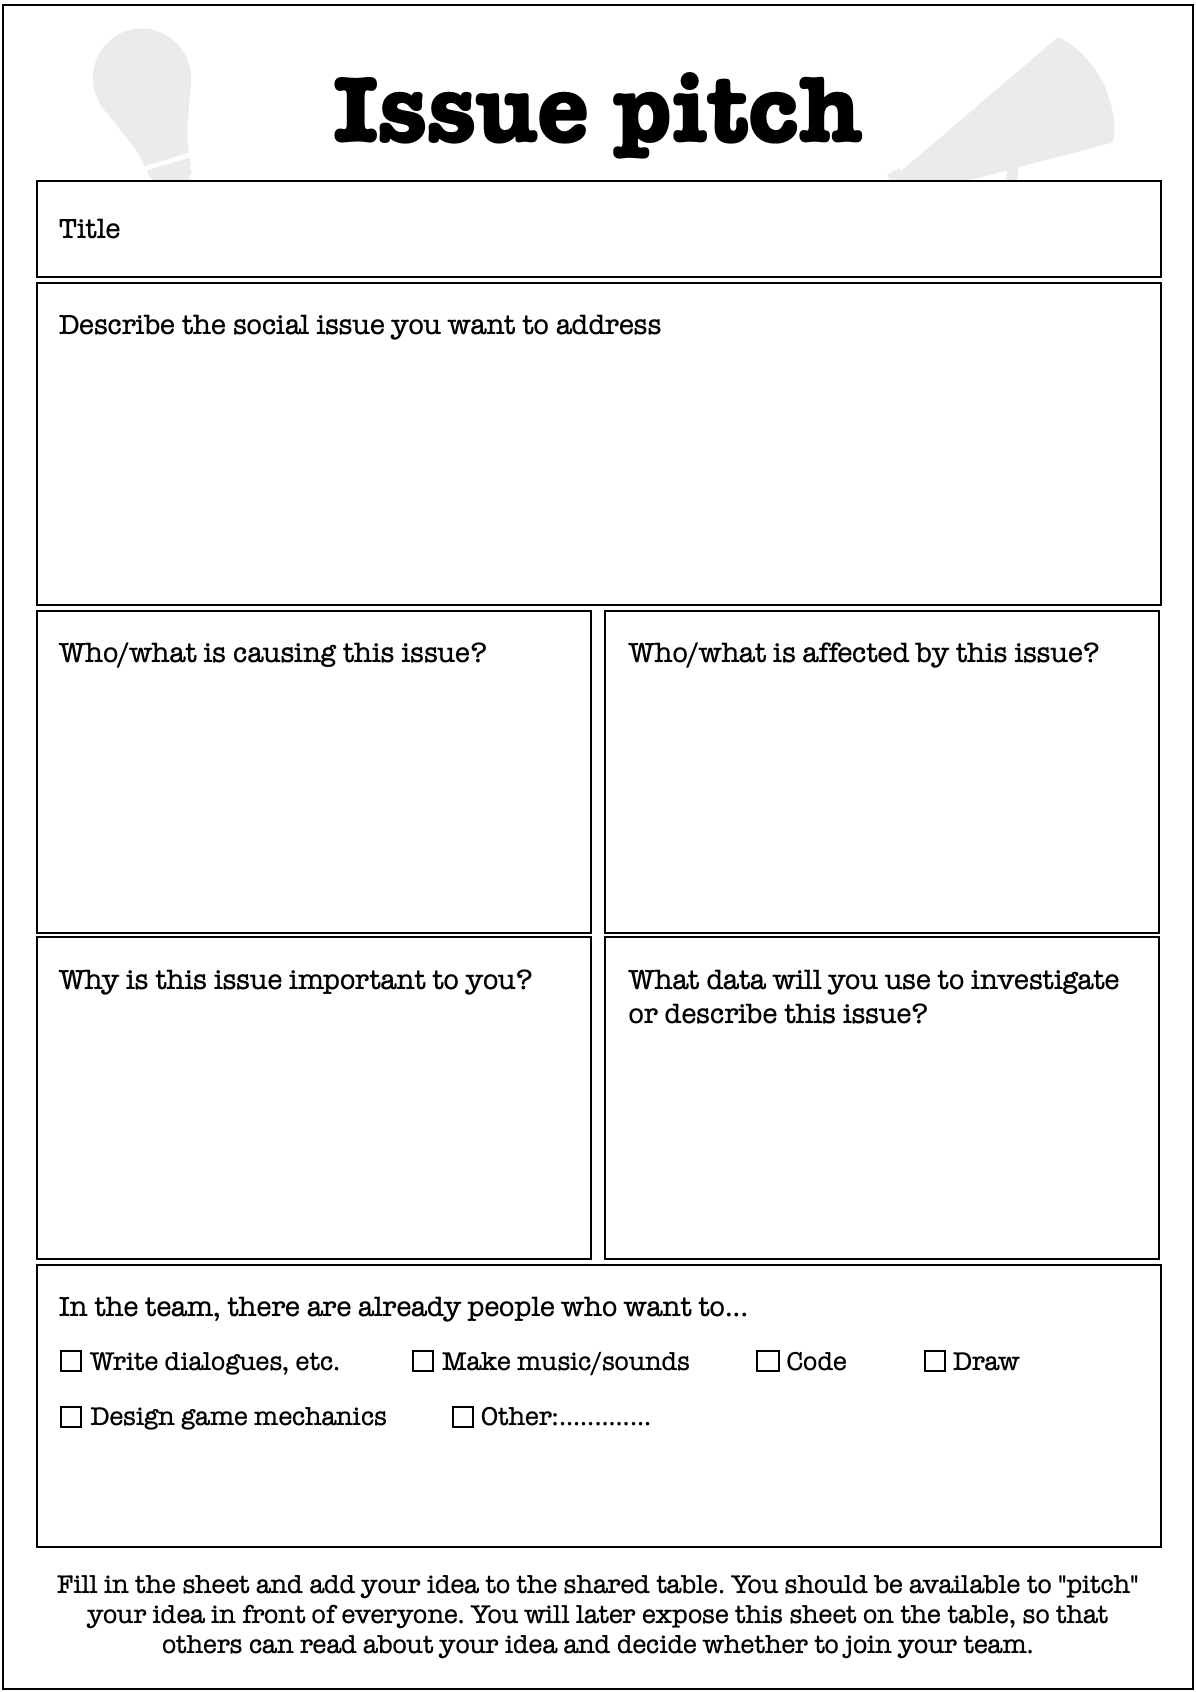 Issue pitch
Title
Describe the social issue you want to address
Who/what is causing this issue?
Who/what is affected by this issue?
Why is this issue important to you?
What data will you use to investigate
or describe this issue?
In the team, there are already people who want to...
Write dialogues, etc. Make music/sounds Code Draw
Design game mechanics Other:.............
Fill in the sheet and add your idea to the shared table. You should be available to "pitch"
your idea in front of everyone. You will later expose this sheet on the table, so that
others can read about your idea and decide whether to join your team.